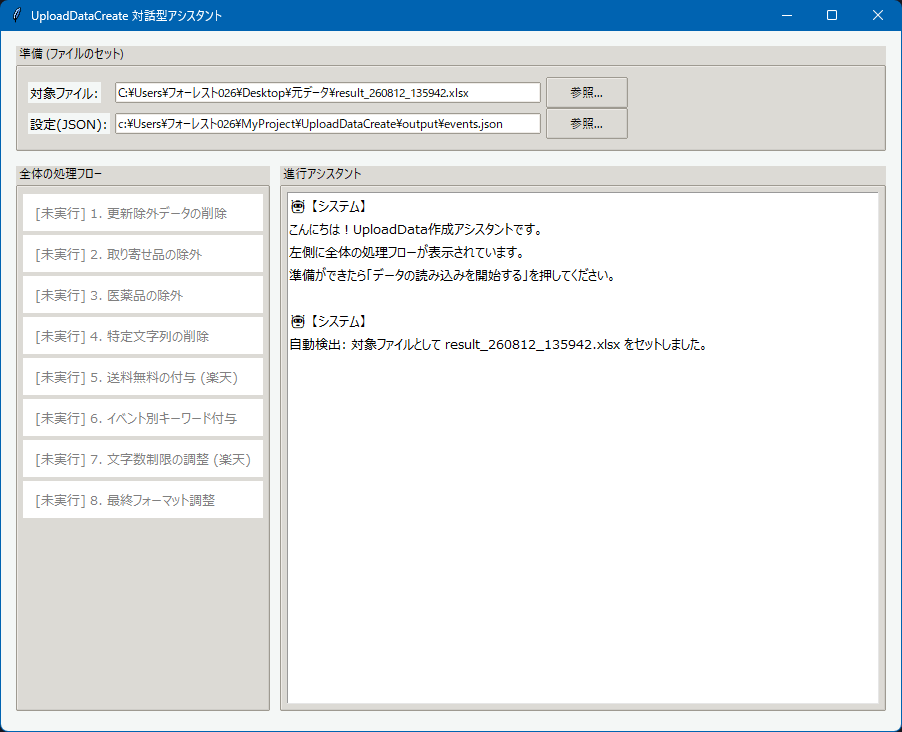 UploadDataCreate 対話型アシスタント
準備 (ファイルのセット)
対象ファイル: C:¥Users¥フォーレスト026¥Desktop¥元データ¥result_260812_135942.xlsx 参照...
設定(JSON): c:¥Users¥フォーレスト026¥MyProject¥UploadDataCreate¥output¥events.json 参照...
全体の処理フロー
[未実行] 1. 更新除外データの削除
[未実行] 2. 取り寄せ品の除外
[未実行] 3. 医薬品の除外
[未実行] 4. 特定文字列の削除
[未実行] 5. 送料無料の付与 (楽天)
[未実行] 6. イベント別キーワード付与
[未実行] 7. 文字数制限の調整 (楽天)
[未実行] 8. 最終フォーマット調整
進行アシスタント
【システム】
こんにちは！UploadData作成アシスタントです。
左側に全体の処理フローが表示されています。
準備ができたら「データの読み込みを開始する」を押してください。
【システム】
自動検出: 対象ファイルとして result_260812_135942.xlsx をセットしました。